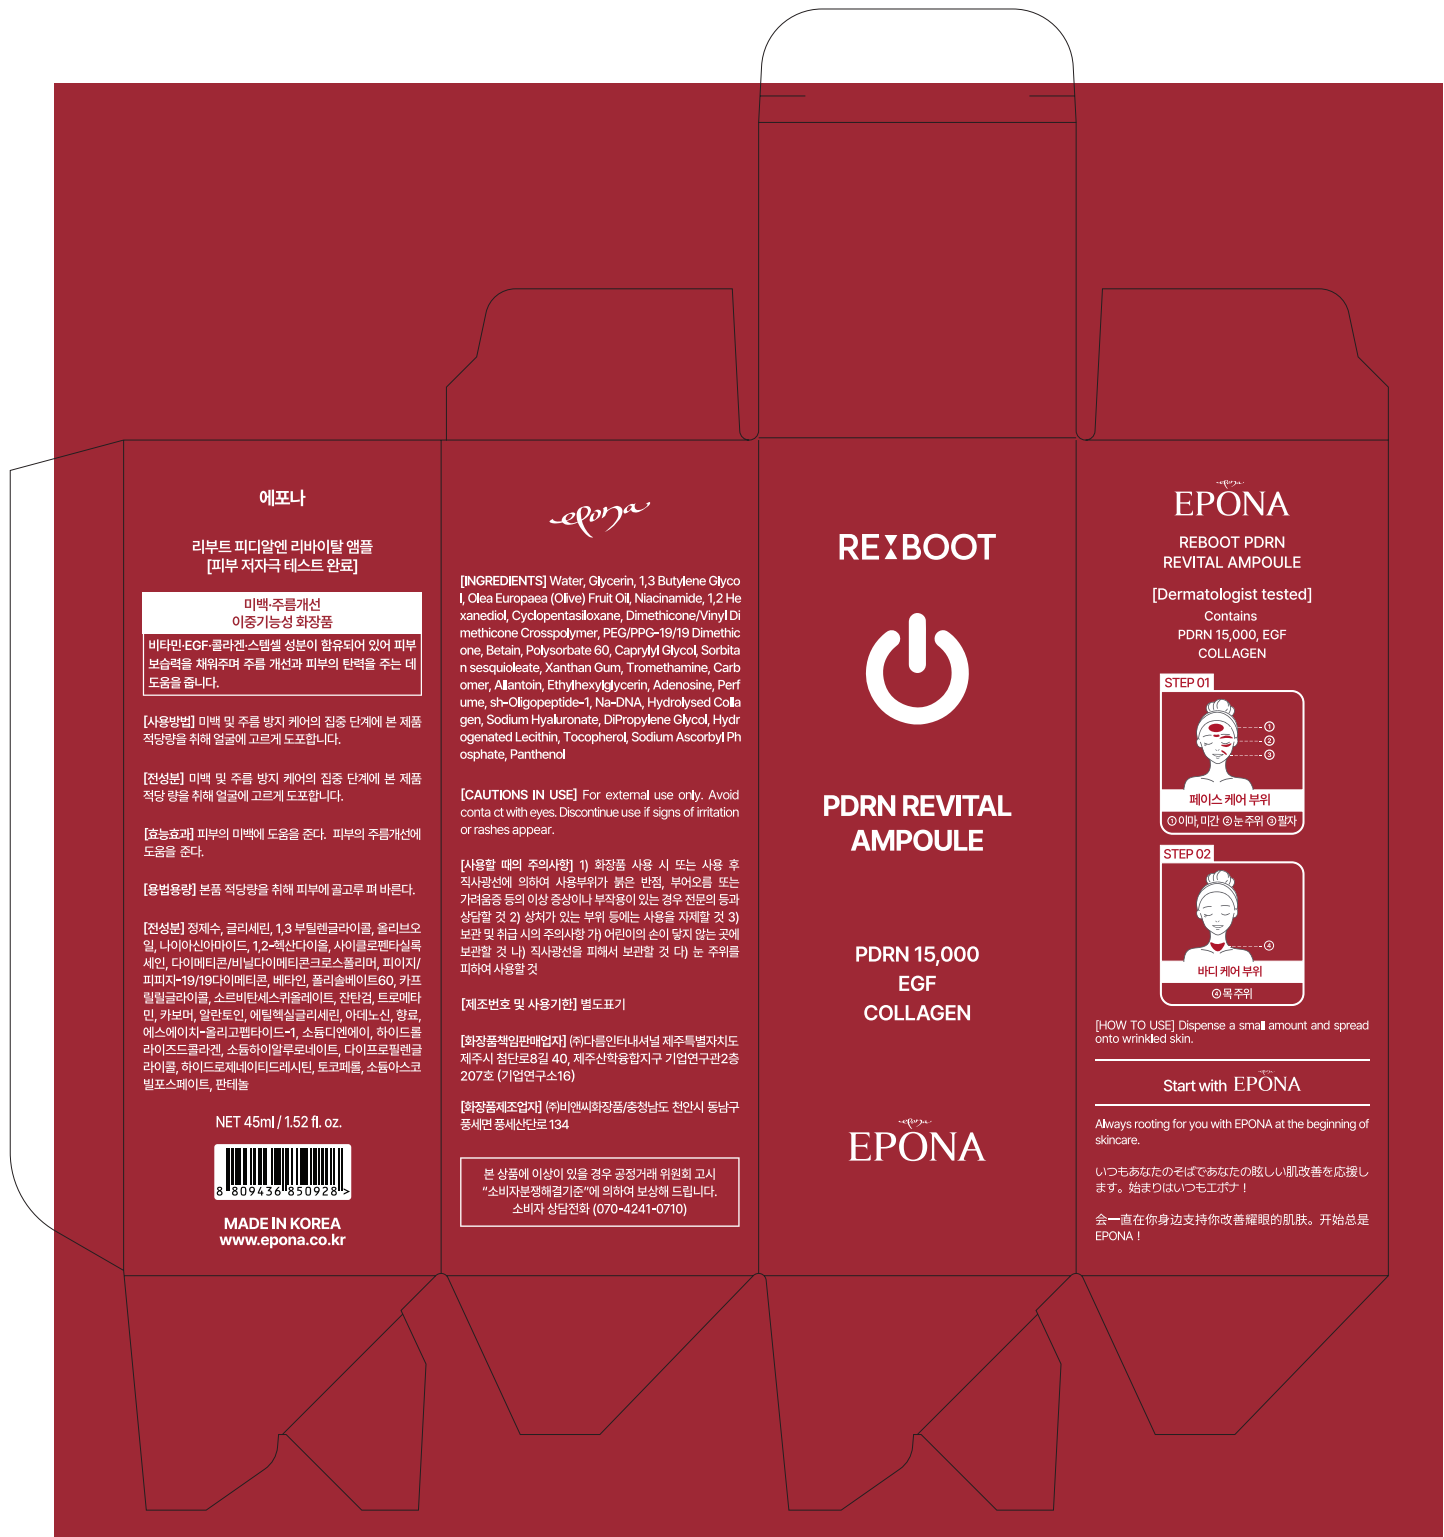 에포나
리부트 피디알엔 리바이탈 앰플
[피부 저자극 테스트 완료]
미백·주름개선
이중기능성 화장품
비타민·EGF·콜라겐·스템셀 성분이 함유되어 있어 피부
보습력을 채워주며 주름 개선과 피부의 탄력을 주는 데
도움을 줍니다.
[사용방법] 미백 및 주름 방지 케어의 집중 단계에 본 제품
적당량을 취해 얼굴에 고르게 도포합니다.
[전성분] 미백 및 주름 방지 케어의 집중 단계에 본 제품
적당 량을 취해 얼굴에 고르게 도포합니다.
[효능효과] 피부의 미백에 도움을 준다. 피부의 주름개선에
도움을 준다.
[용법용량] 본품 적당량을 취해 피부에 골고루 펴 바른다.
[전성분] 정제수, 글리세린, 1,3 부틸렌글라이콜, 올리브오
일, 나이아신아마이드, 1,2-헥산다이올, 사이클로펜타실록
세인, 다이메티콘/비닐다이메티콘크로스폴리머, 피이지/
피피지-19/19다이메티콘, 베타인, 폴리솔베이트60, 카프
릴릴글라이콜, 소르비탄세스퀴올레이트, 잔탄검, 트로메타
민, 카보머, 알란토인, 에틸헥실글리세린, 아데노신, 향료,
에스에이치-올리고펩타이드-1, 소듐디엔에이, 하이드롤
라이즈드콜라겐, 소듐하이알루로네이트, 다이프로필렌글
라이콜, 하이드로제네이티드레시틴, 토코페롤, 소듐아스코
빌포스페이트, 판테놀
NET 45ml / 1.52 fl. oz.
8 809436 850928 >
MADE IN KOREA
www.epona.co.kr
epona
[INGREDIENTS] Water, Glycerin, 1,3 Butylene Glyco
l, Olea Europaea (Olive) Fruit Oil, Niacinamide, 1,2 He
xanediol, Cyclopentasiloxane, Dimethicone/Vinyl Di
methicone Crosspolymer, PEG/PPG-19/19 Dimethic
one, Betain, Polysorbate 60, Caprylyl Glycol, Sorbita
n sesquioleate, Xanthan Gum, Tromethamine, Carb
omer, Allantoin, Ethylhexylglycerin, Adenosine, Perf
ume, sh-Oligopeptide-1, Na-DNA, Hydrolysed Colla
gen, Sodium Hyaluronate, DiPropylene Glycol, Hydr
ogenated Lecithin, Tocopherol, Sodium Ascorbyl Ph
osphate, Panthenol
[CAUTIONS IN USE] For external use only. Avoid
conta ct with eyes. Discontinue use if signs of irritation
or rashes appear.
[사용할 때의 주의사항] 1) 화장품 사용 시 또는 사용 후
직사광선에 의하여 사용부위가 붉은 반점, 부어오름 또는
가려움증 등의 이상 증상이나 부작용이 있는 경우 전문의 등과
상담할 것 2) 상처가 있는 부위 등에는 사용을 자제할 것 3)
보관 및 취급 시의 주의사항 가) 어린이의 손이 닿지 않는 곳에
보관할 것 나) 직사광선을 피해서 보관할 것 다) 눈 주위를
피하여 사용할 것
[제조번호 및 사용기한] 별도표기
[화장품책임판매업자] ㈜다름인터내셔널 제주특별자치도
제주시 첨단로8길 40, 제주산학융합지구 기업연구관2층
207호 (기업연구소16)
[화장품제조업자] ㈜비앤씨화장품/충청남도 천안시 동남구
풍세면 풍세산단로 134
본 상품에 이상이 있을 경우 공정거래 위원회 고시
"소비자분쟁해결기준"에 의하여 보상해 드립니다.
소비자 상담전화 (070-4241-0710)
RE:BOOT
PDRN REVITAL
AMPOULE
PDRN 15,000
EGF
COLLAGEN
epona
EPONA
epona
EPONA
REBOOT PDRN
REVITAL AMPOULE
[Dermatologist tested]
Contains
PDRN 15,000, EGF
COLLAGEN
STEP 01
①
②
③
페이스 케어 부위
①이마, 미간 ②눈 주위 ③팔자
STEP 02
④
바디 케어 부위
④목 주위
[HOW TO USE] Dispense a small amount and spread
onto wrinkled skin.
Start with epona EPONA
Always rooting for you with EPONA at the beginning of
skincare.
いつもあなたのそばであなたの眩しい肌改善を応援し
ます。始まりはいつもエポナ！
会一直在你身边支持你改善耀眼的肌肤。开始总是
EPONA！